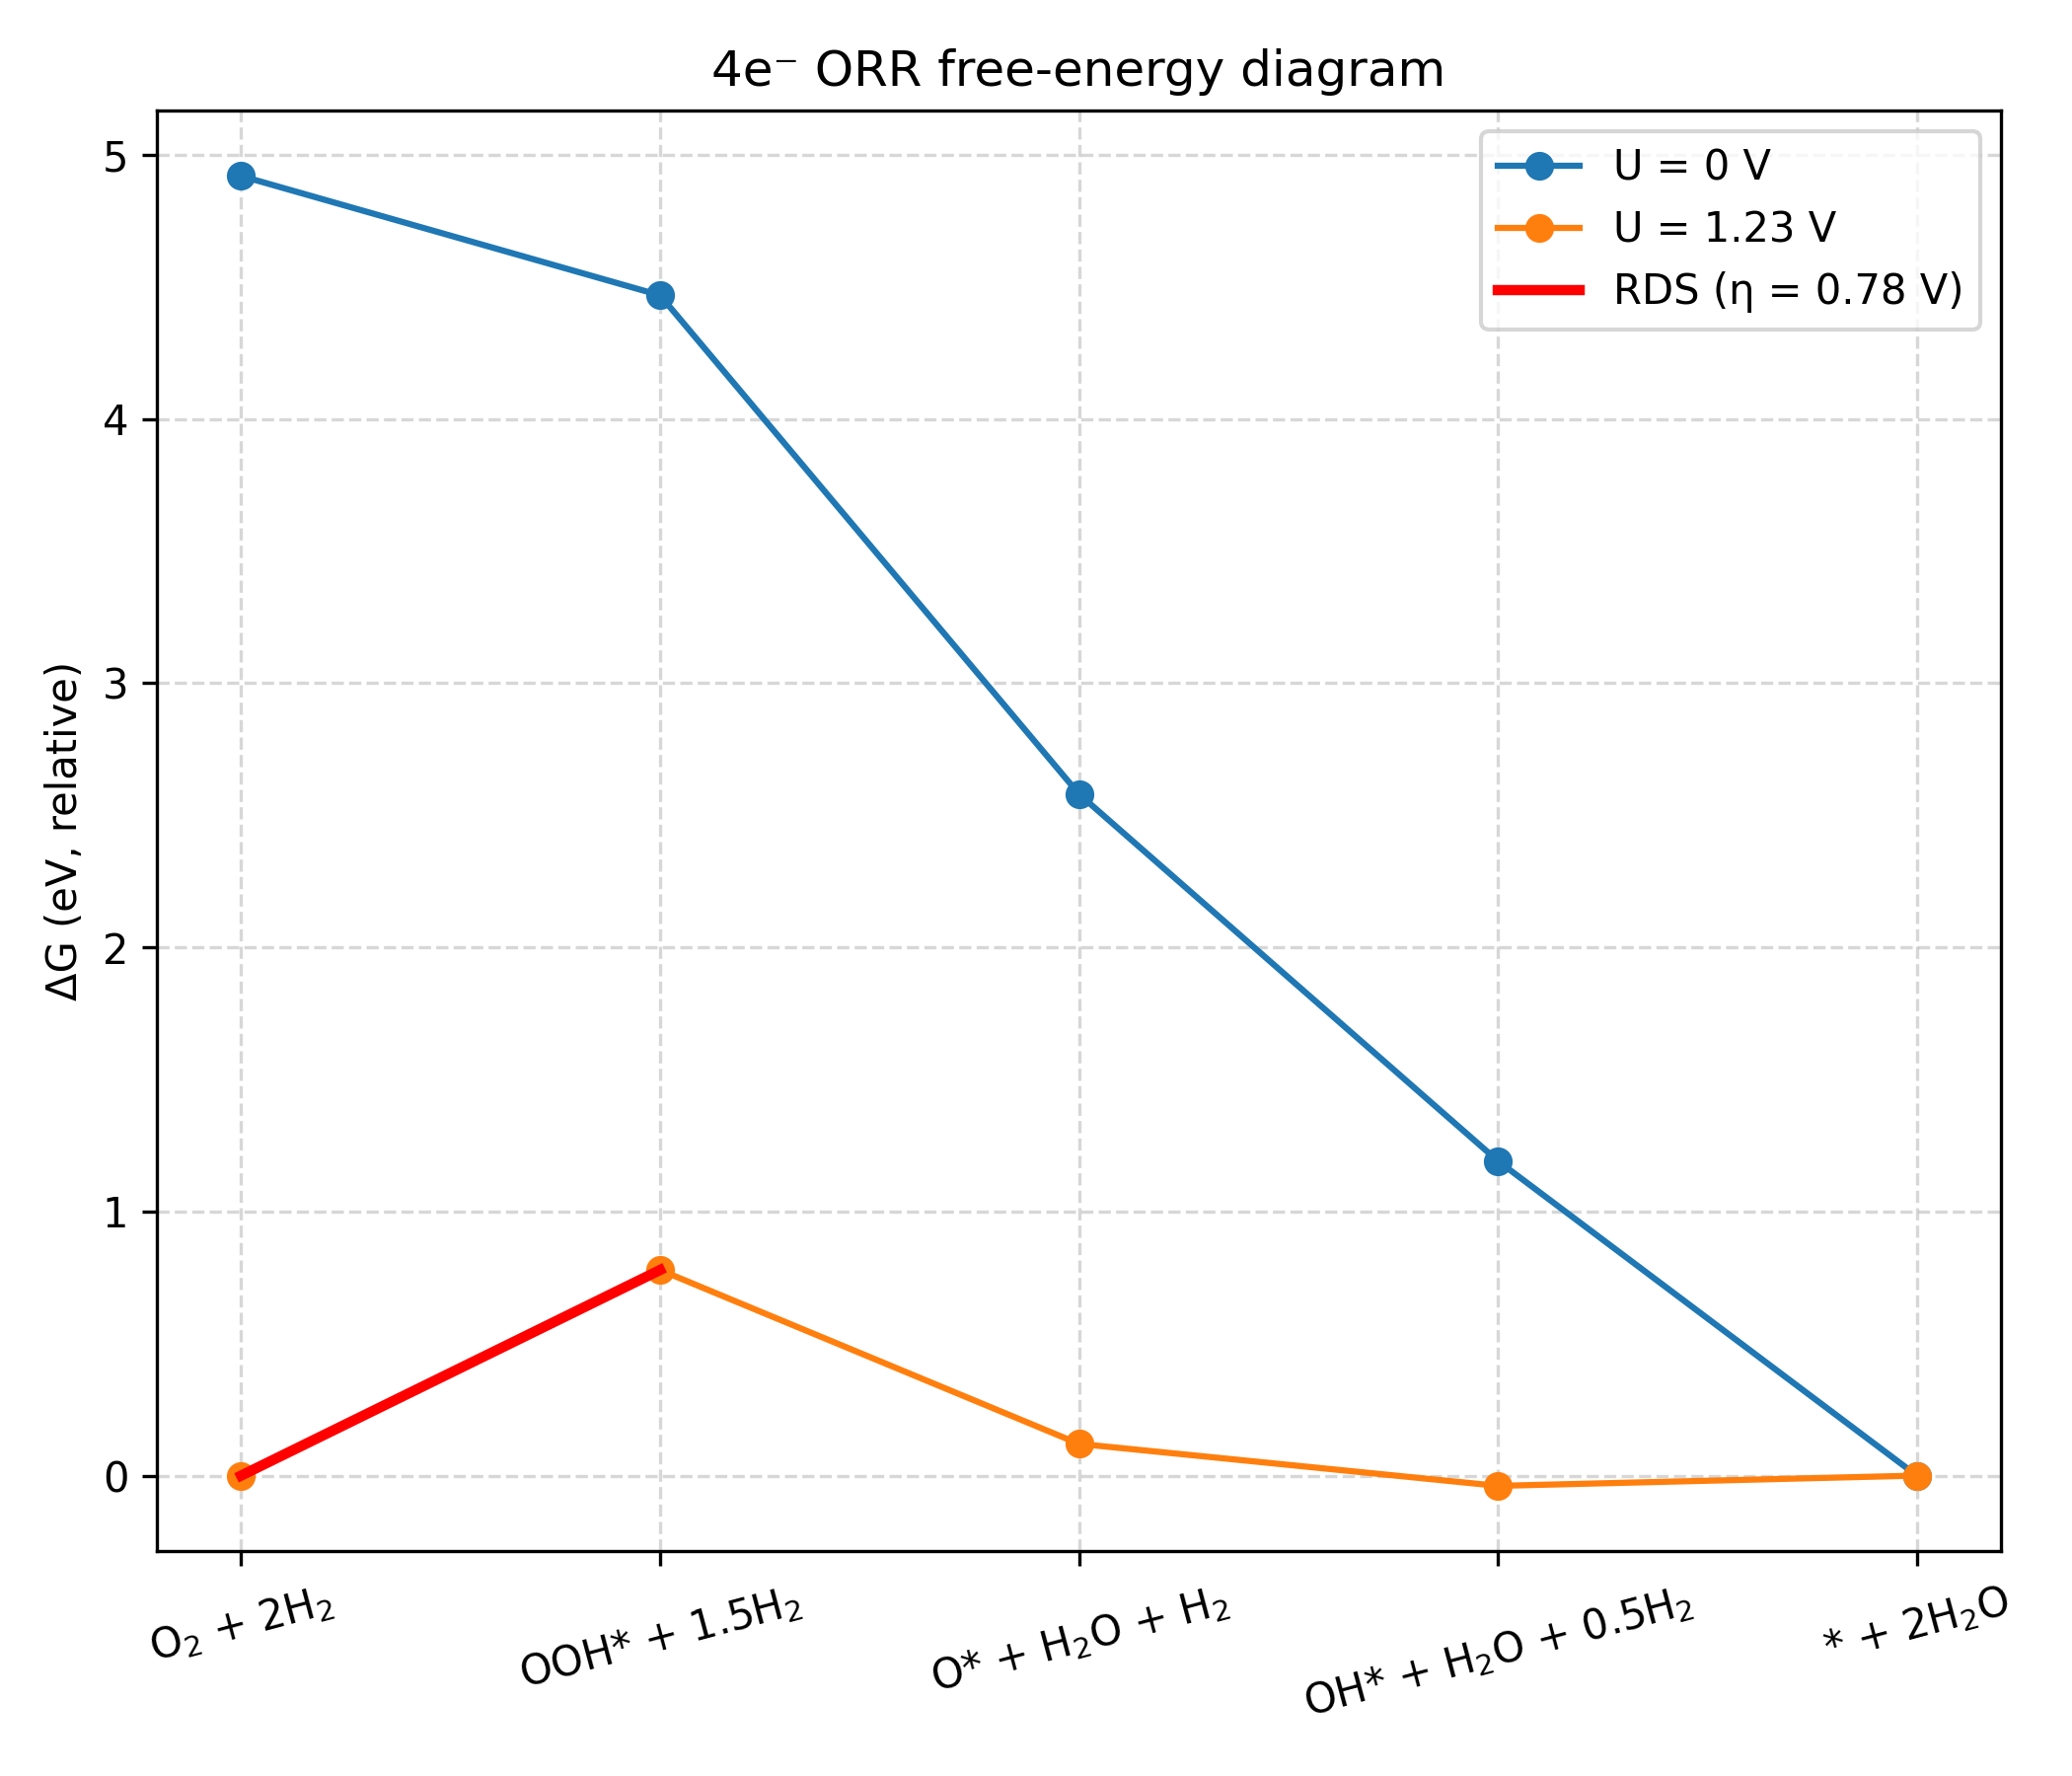 4e⁻ ORR free-energy diagram
U = 0 V
U = 1.23 V
RDS (η = 0.78 V)
ΔG (eV, relative)
5
4
3
2
1
0
O₂ + 2H₂
OOH* + 1.5H₂
O* + H₂O + H₂
OH* + H₂O + 0.5H₂
* + 2H₂O